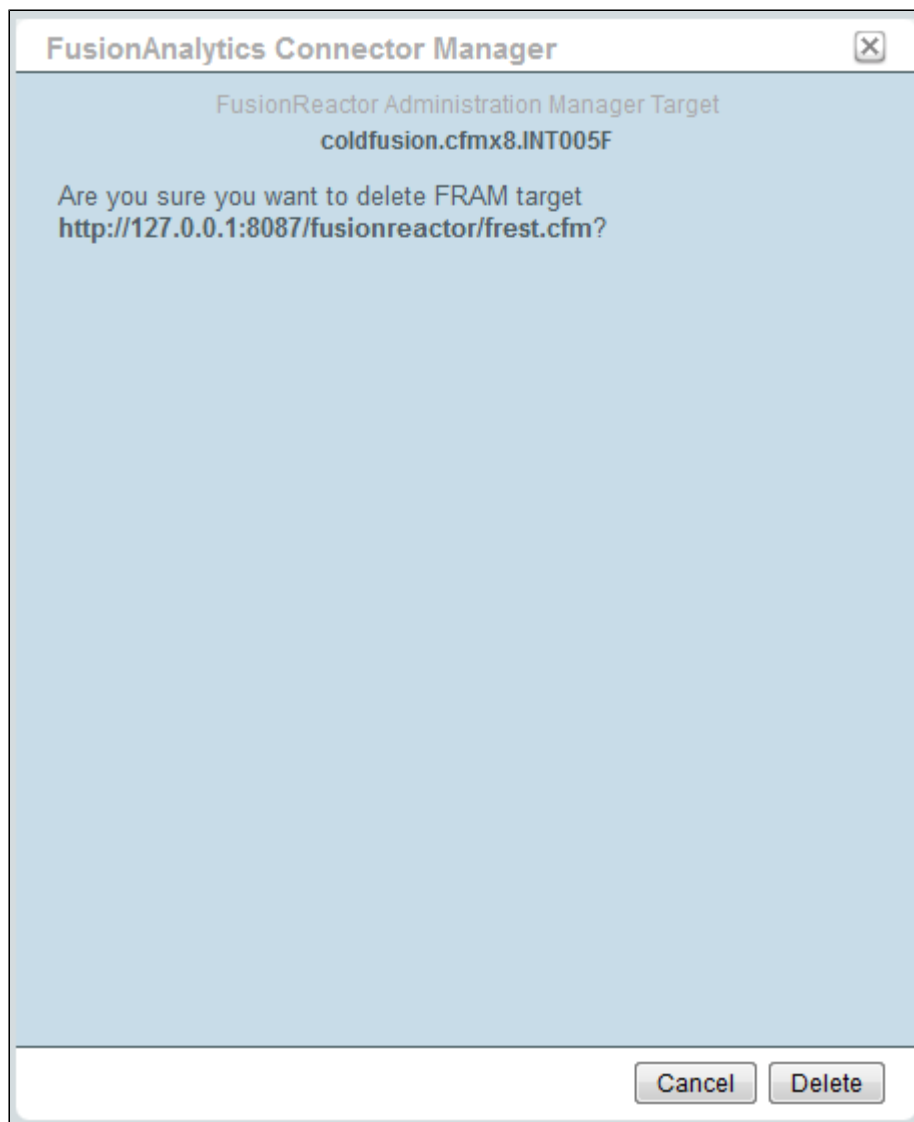 FusionAnalytics Connector Manager
FusionReactor Administration Manager Target
coldfusion.cfmx8.INT005F
Are you sure you want to delete FRAM target
http://127.0.0.1:8087/fusionreactor/frest.cfm?
Cancel Delete